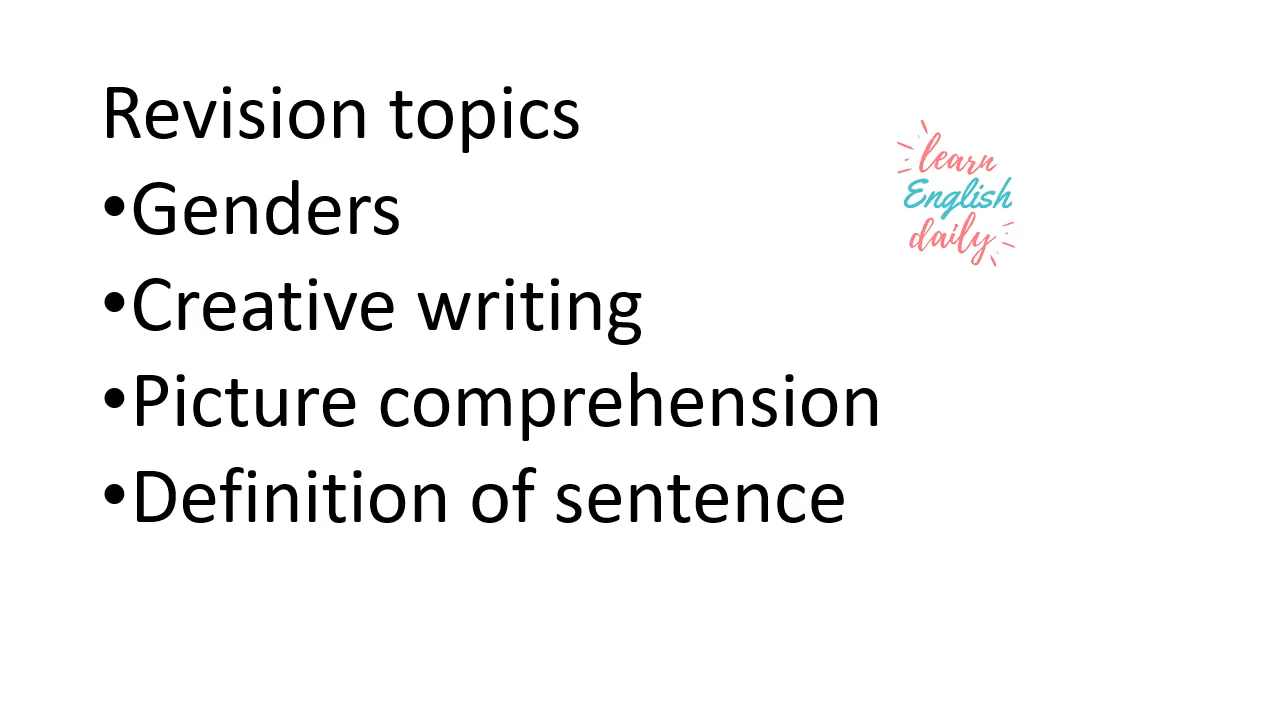 Revision topics
•Genders
•Creative writing
•Picture comprehension
•Definition of sentence
learn
English
daily